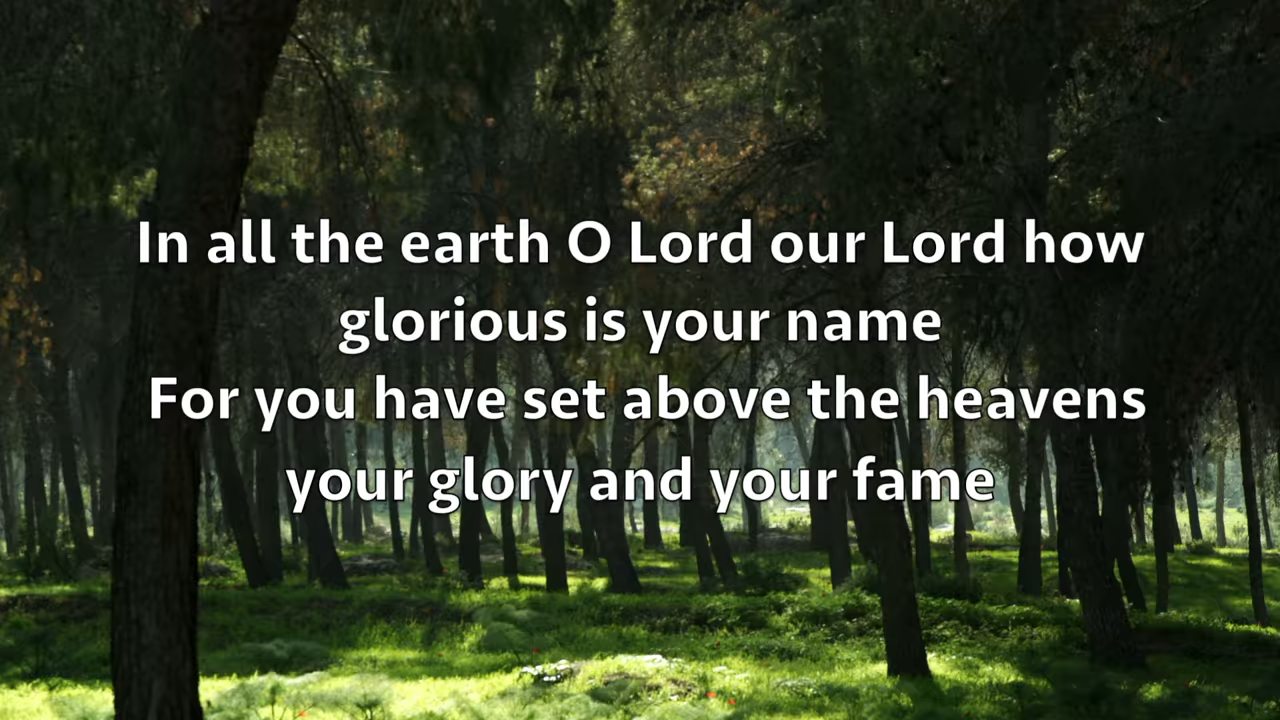 In all the earth O Lord our Lord how
glorious is your name
For you have set above the heavens
your glory and your fame